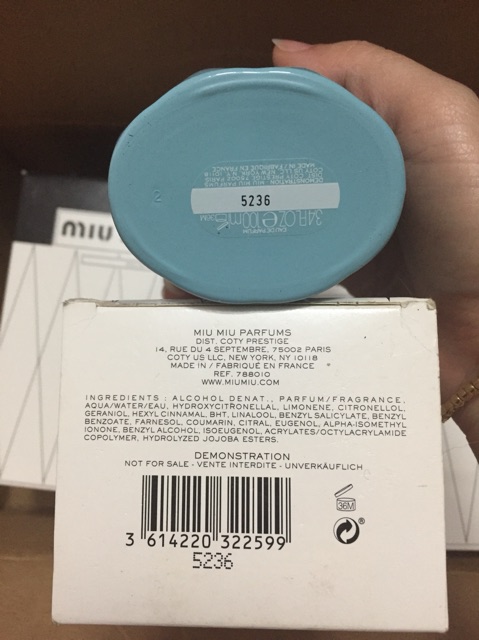 5236
miu
MIU MIU PARFUMS
DIST. COTY PRESTIGE
14, RUE DU 4 SEPTEMBRE, 75002 PARIS
COTY US LLC, NEW YORK, NY 10118
MADE IN / FABRIQUÉ EN FRANCE
REF. 788010
WWW.MIUMIU.COM
INGREDIENTS : ALCOHOL DENAT., PARFUM/FRAGRANCE,
AQUA/WATER/EAU, HYDROXYCITRONELLAL, LIMONENE, CITRONELLOL,
GERANIOL, HEXYL CINNAMAL, BHT, LINALOOL, BENZYL SALICYLATE, BENZYL
BENZOATE, FARNESOL, COUMARIN, CITRAL, EUGENOL, ALPHA-ISOMETHYL
IONONE, BENZYL ALCOHOL, ISOEUGENOL, ACRYLATES/OCTYLACRYLAMIDE
COPOLYMER, HYDROLYZED JOJOBA ESTERS.
DEMONSTRATION
NOT FOR SALE - VENTE INTERDITE - UNVERKÄUFLICH
36M
3 614220 322599
5236